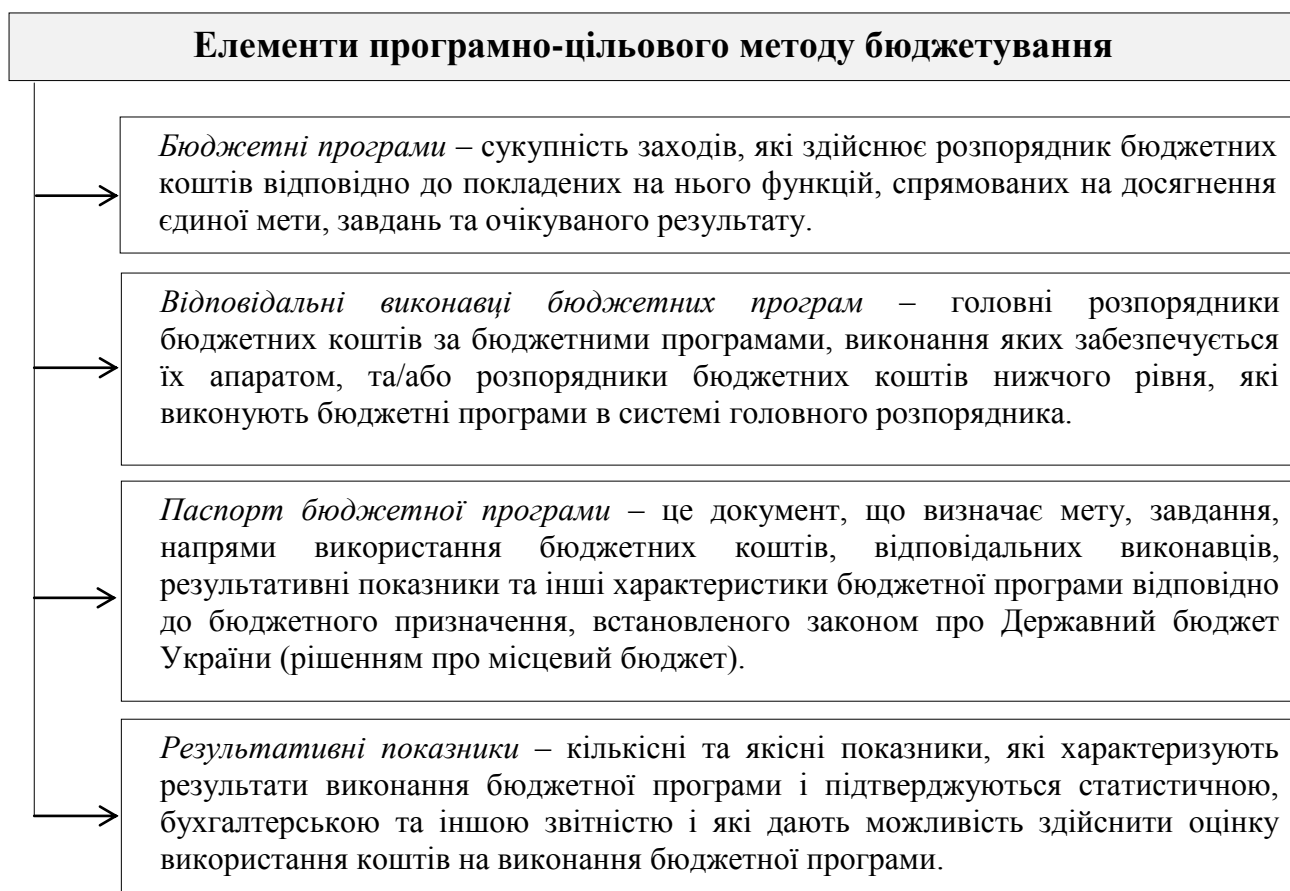 Елементи програмно-цільового методу бюджетування
Бюджетні програми – сукупність заходів, які здійснює розпорядник бюджетних
коштів відповідно до покладених на нього функцій, спрямованих на досягнення
єдиної мети, завдань та очікуваного результату.
Відповідальні виконавці бюджетних програм – головні розпорядники
бюджетних коштів за бюджетними програмами, виконання яких забезпечується
їх апаратом, та/або розпорядники бюджетних коштів нижчого рівня, які
виконують бюджетні програми в системі головного розпорядника.
Паспорт бюджетної програми – це документ, що визначає мету, завдання,
напрями використання бюджетних коштів, відповідальних виконавців,
результативні показники та інші характеристики бюджетної програми відповідно
до бюджетного призначення, встановленого законом про Державний бюджет
України (рішенням про місцевий бюджет).
Результативні показники – кількісні та якісні показники, які характеризують
результати виконання бюджетної програми і підтверджуються статистичною,
бухгалтерською та іншою звітністю і які дають можливість здійснити оцінку
використання коштів на виконання бюджетної програми.